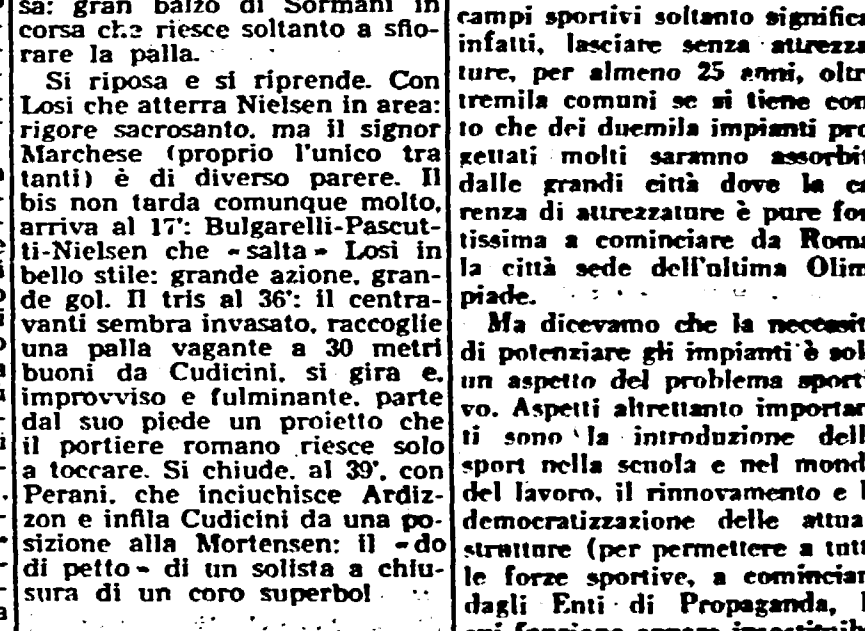 sa: gran balzo di Sormani in
corsa che riesce soltanto a sfio-
rare la palla.
Si riposa e si riprende. Con
Losi che atterra Nielsen in area:
rigore sacrosanto, ma il signor
Marchese (proprio l'unico tra
tanti) è di diverso parere. Il
bis non tarda comunque molto,
arriva al 17': Bulgarelli-Pascut-
ti-Nielsen che «salta» Losi in
bello stile: grande azione, gran-
de gol. Il tris al 36': il centra-
vanti sembra invasato, raccoglie
una palla vagante a 30 metri
buoni da Cudicini, si gira e,
improvviso e fulminante, parte
dal suo piede un proietto che
il portiere romano riesce solo
a toccare. Si chiude, al 39', con
Perani, che inciuchisce Ardiz-
zon e infila Cudicini da una po-
sizione alla Mortensen: il «do
di petto» di un solista a chiu-
sura di un coro superbo!
campi sportivi soltanto significa
infatti, lasciare senza attrezza
ture, per almeno 25 anni, oltr
tremila comuni se si tiene con
to che dei duemila impianti pro
gettati molti saranno assorbit
dalle grandi città dove la ca
renza di attrezzature è pure for
tissima a cominciare da Roma
la città sede dell'ultima Olim
piade.
Ma dicevamo che la necessit
di potenziare gli impianti è sol
un aspetto del problema sporti
vo. Aspetti altrettanto importan
ti sono la introduzione dell
sport nella scuola e nel mond
del lavoro, il rinnovamento e l
democratizzazione delle attua
strutture (per permettere a tutt
le forze sportive, a cominciar
dagli Enti di Propaganda, l